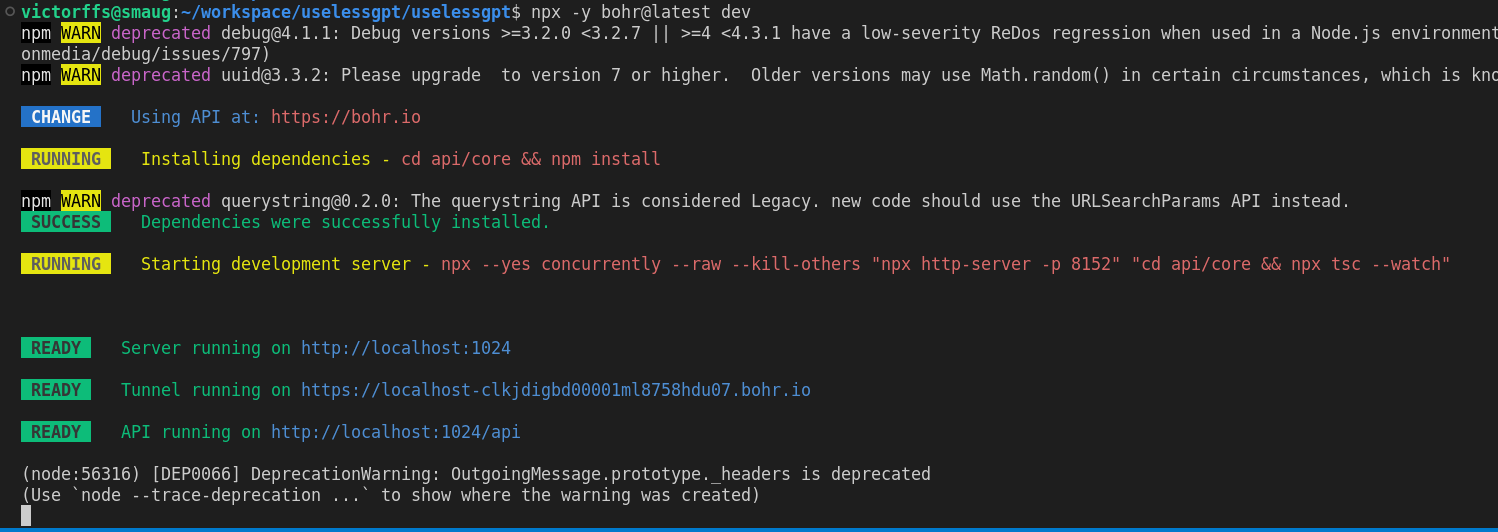 victorffs@smaug:~/workspace/uselessgpt/uselessgpt$ npx -y bohr@latest dev
npm WARN deprecated debug@4.1.1: Debug versions >=3.2.0 <3.2.7 || >=4 <4.3.1 have a low-severity ReDos regression when used in a Node.js environment
onmedia/debug/issues/797)
npm WARN deprecated uuid@3.3.2: Please upgrade  to version 7 or higher.  Older versions may use Math.random() in certain circumstances, which is kno
CHANGE   Using API at: https://bohr.io
RUNNING   Installing dependencies - cd api/core && npm install
npm WARN deprecated querystring@0.2.0: The querystring API is considered Legacy. new code should use the URLSearchParams API instead.
SUCCESS   Dependencies were successfully installed.
RUNNING   Starting development server - npx --yes concurrently --raw --kill-others "npx http-server -p 8152" "cd api/core && npx tsc --watch"
READY   Server running on http://localhost:1024
READY   Tunnel running on https://localhost-clkjdigbd00001ml8758hdu07.bohr.io
READY   API running on http://localhost:1024/api
(node:56316) [DEP0066] DeprecationWarning: OutgoingMessage.prototype._headers is deprecated
(Use `node --trace-deprecation ...` to show where the warning was created)